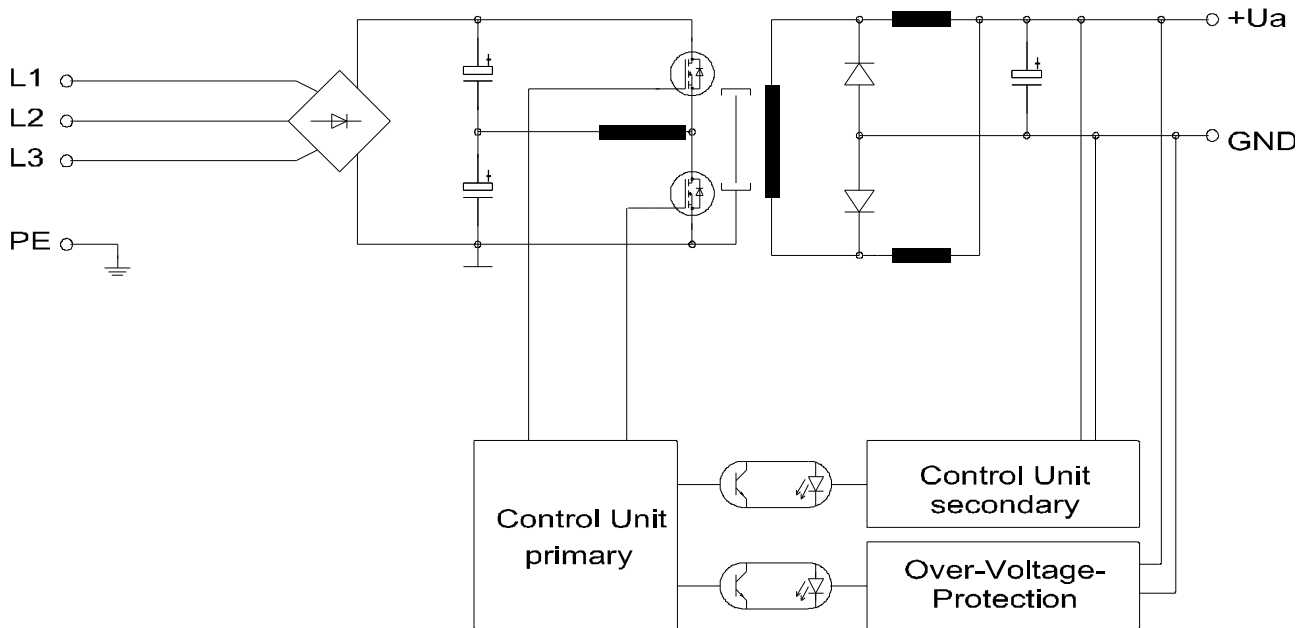 L1
L2
L3
PE
+Ua
GND
Control Unit
primary
Control Unit
secondary
Over-Voltage-
Protection